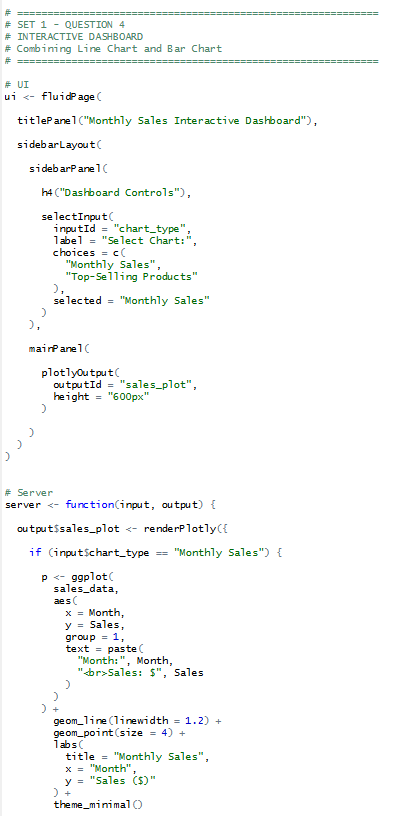 # ============================================================
# SET 1 - QUESTION 4
# INTERACTIVE DASHBOARD
# Combining Line Chart and Bar Chart
# ============================================================
# UI
ui <- fluidPage(
titlePanel("Monthly Sales Interactive Dashboard"),
sidebarLayout(
sidebarPanel(
h4("Dashboard Controls"),
selectInput(
inputId = "chart_type",
label = "Select Chart:",
choices = c(
"Monthly Sales",
"Top-Selling Products"
),
selected = "Monthly Sales"
)
),
mainPanel(
plotlyOutput(
outputId = "sales_plot",
height = "600px"
)
)
)
)
# Server
server <- function(input, output) {
output$sales_plot <- renderPlotly({
if (input$chart_type == "Monthly Sales") {
p <- ggplot(
sales_data,
aes(
x = Month,
y = Sales,
group = 1,
text = paste(
"Month:", Month,
"<br>Sales: $", Sales
)
)
) +
geom_line(linewidth = 1.2) +
geom_point(size = 4) +
labs(
title = "Monthly Sales",
x = "Month",
y = "Sales ($)"
) +
theme_minimal()